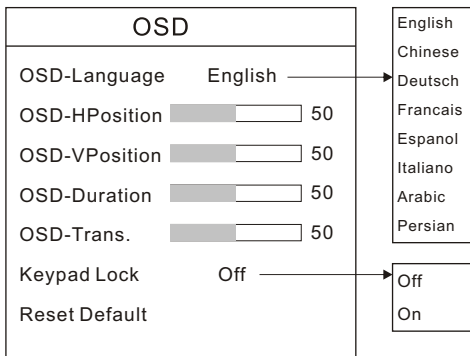 OSD
OSD-Language English
OSD-HPosition 50
OSD-VPosition 50
OSD-Duration 50
OSD-Trans. 50
Keypad Lock Off
Reset Default
English
Chinese
Deutsch
Francais
Espanol
Italiano
Arabic
Persian
Off
On